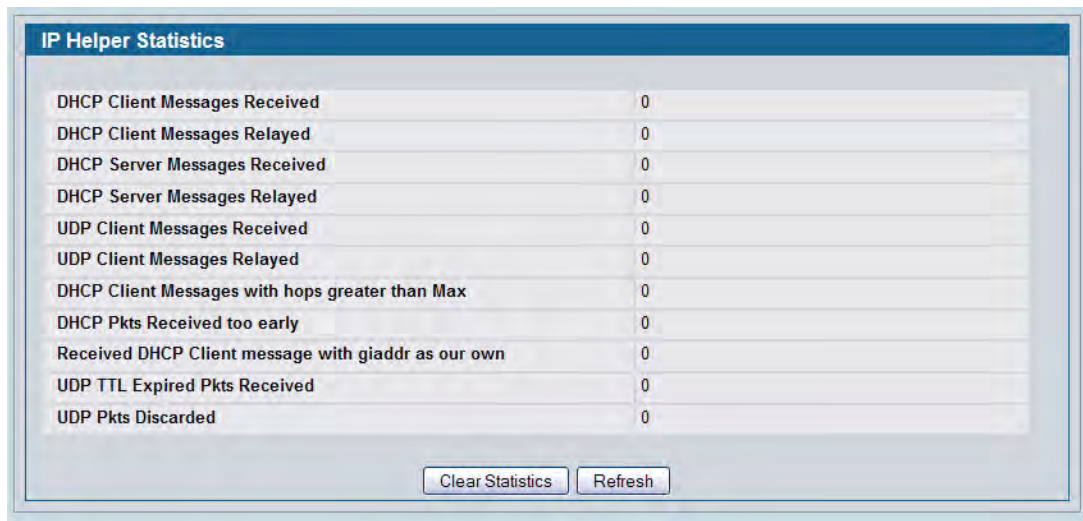 IP Helper Statistics
DHCP Client Messages Received 0
DHCP Client Messages Relayed 0
DHCP Server Messages Received 0
DHCP Server Messages Relayed 0
UDP Client Messages Received 0
UDP Client Messages Relayed 0
DHCP Client Messages with hops greater than Max 0
DHCP Pkts Received too early 0
Received DHCP Client message with giaddr as our own 0
UDP TTL Expired Pkts Received 0
UDP Pkts Discarded 0
Clear Statistics Refresh